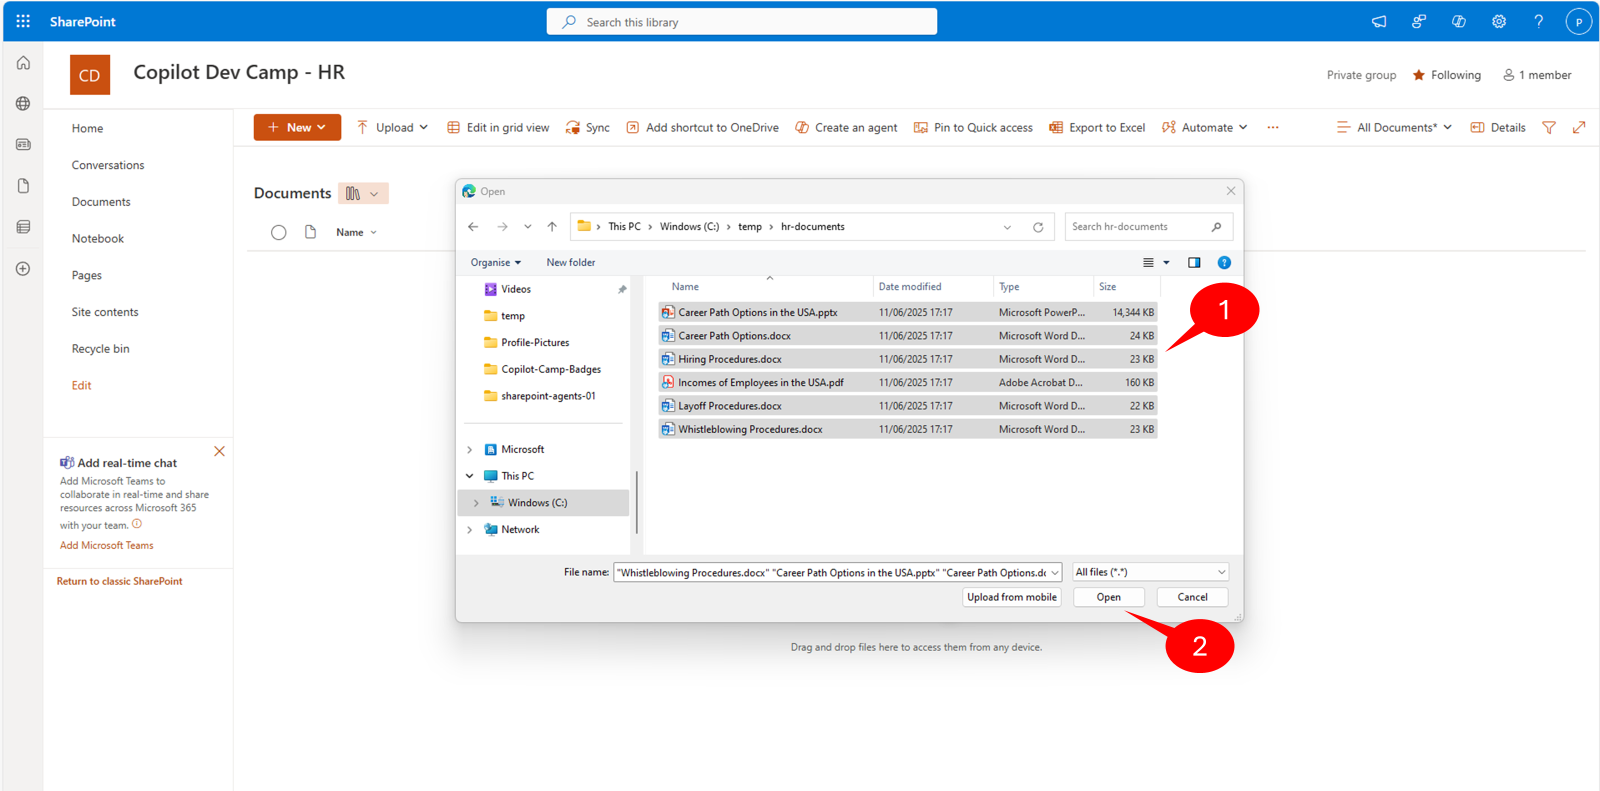 SharePoint
Search this library
P
CD
Copilot Dev Camp - HR
Private group
Following
1 member
Home
Conversations
Documents
Notebook
Pages
Site contents
Recycle bin
Edit
Add real-time chat
Add Microsoft Teams to
collaborate in real-time and share
resources across Microsoft 365
with your team.
Add Microsoft Teams
Return to classic SharePoint
+ New
Upload
Edit in grid view
Sync
Add shortcut to OneDrive
Create an agent
Pin to Quick access
Export to Excel
Automate
...
All Documents*
Details
Documents
Name
Open
This PC > Windows (C:) > temp > hr-documents
Search hr-documents
Organise
New folder
Videos
temp
Profile-Pictures
Copilot-Camp-Badges
sharepoint-agents-01
Microsoft
This PC
Windows (C:)
Network
Name Date modified Type Size
Career Path Options in the USA.pptx 11/06/2025 17:17 Microsoft PowerP... 14,344 KB
Career Path Options.docx 11/06/2025 17:17 Microsoft Word D... 24 KB
Hiring Procedures.docx 11/06/2025 17:17 Microsoft Word D... 23 KB
Incomes of Employees in the USA.pdf 11/06/2025 17:17 Adobe Acrobat D... 160 KB
Layoff Procedures.docx 11/06/2025 17:17 Microsoft Word D... 22 KB
Whistleblowing Procedures.docx 11/06/2025 17:17 Microsoft Word D... 23 KB
1
File name: "Whistleblowing Procedures.docx" "Career Path Options in the USA.pptx" "Career Path Options.dc
All files (*.*)
Upload from mobile
Open
Cancel
2
Drag and drop files here to access them from any device.